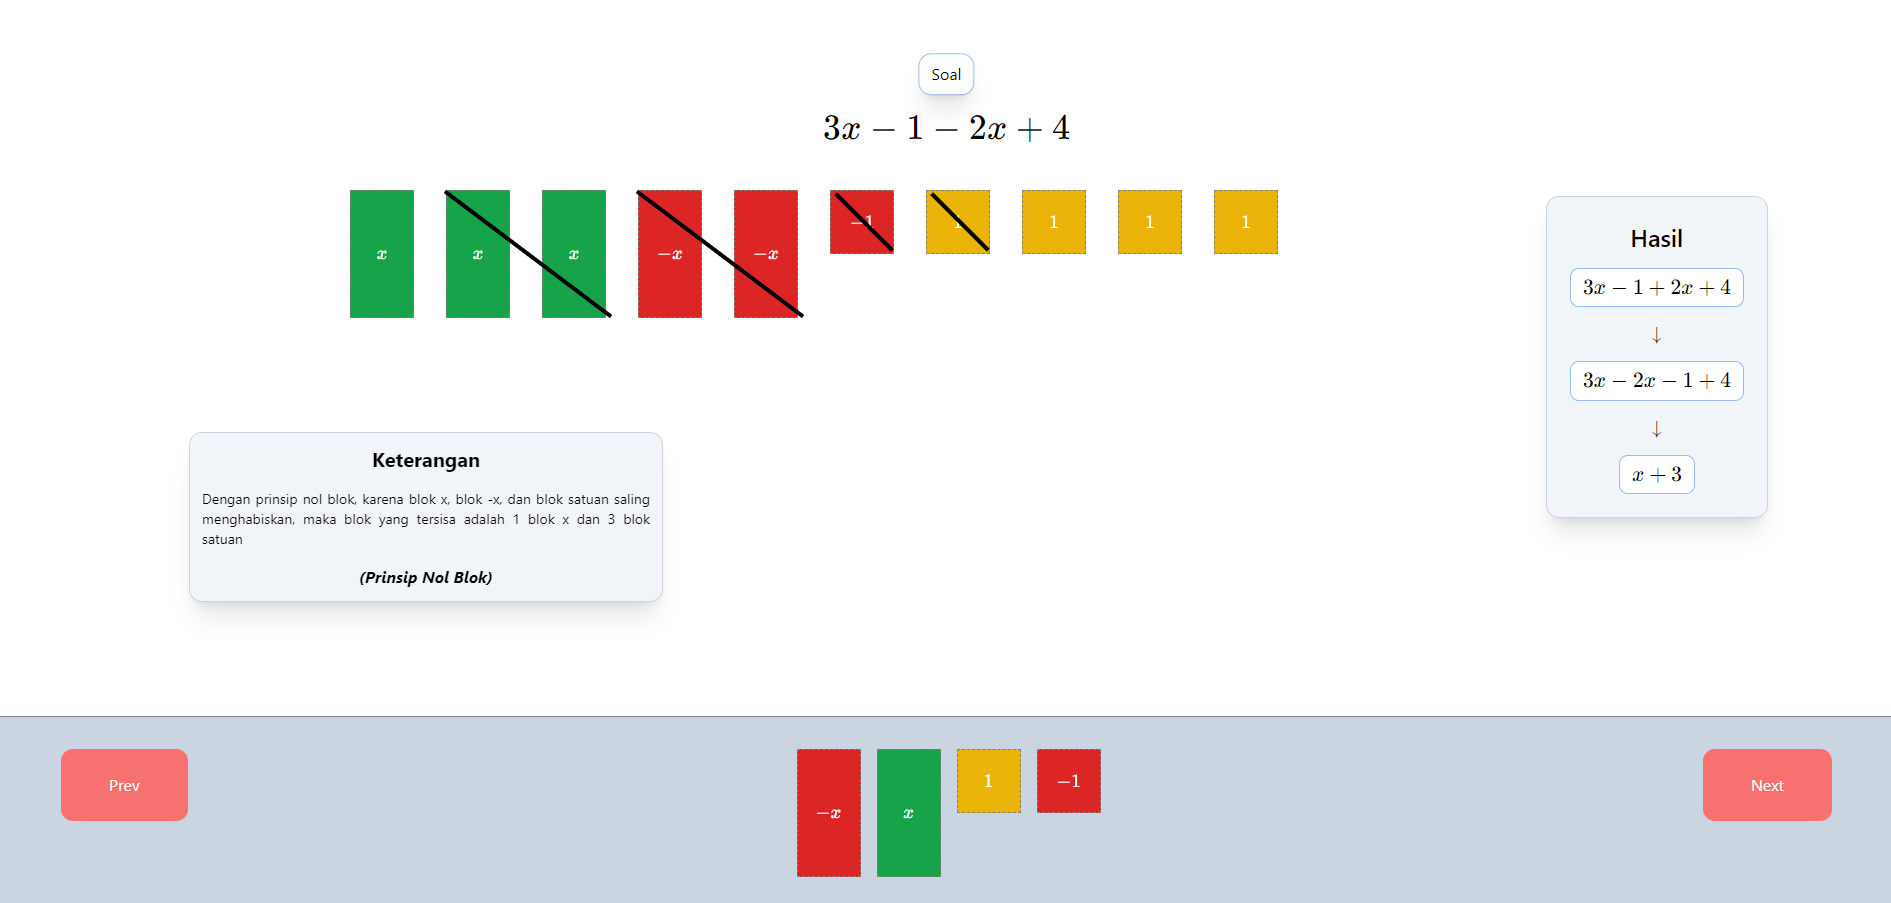 Soal
3x − 1 − 2x + 4
x x x −x −x −1 1 1 1 1
Hasil
3x − 1 + 2x + 4
↓
3x − 2x − 1 + 4
↓
x + 3
Keterangan
Dengan prinsip nol blok, karena blok x, blok -x, dan blok satuan saling
menghabiskan, maka blok yang tersisa adalah 1 blok x dan 3 blok
satuan
(Prinsip Nol Blok)
Prev
−x x 1 −1
Next